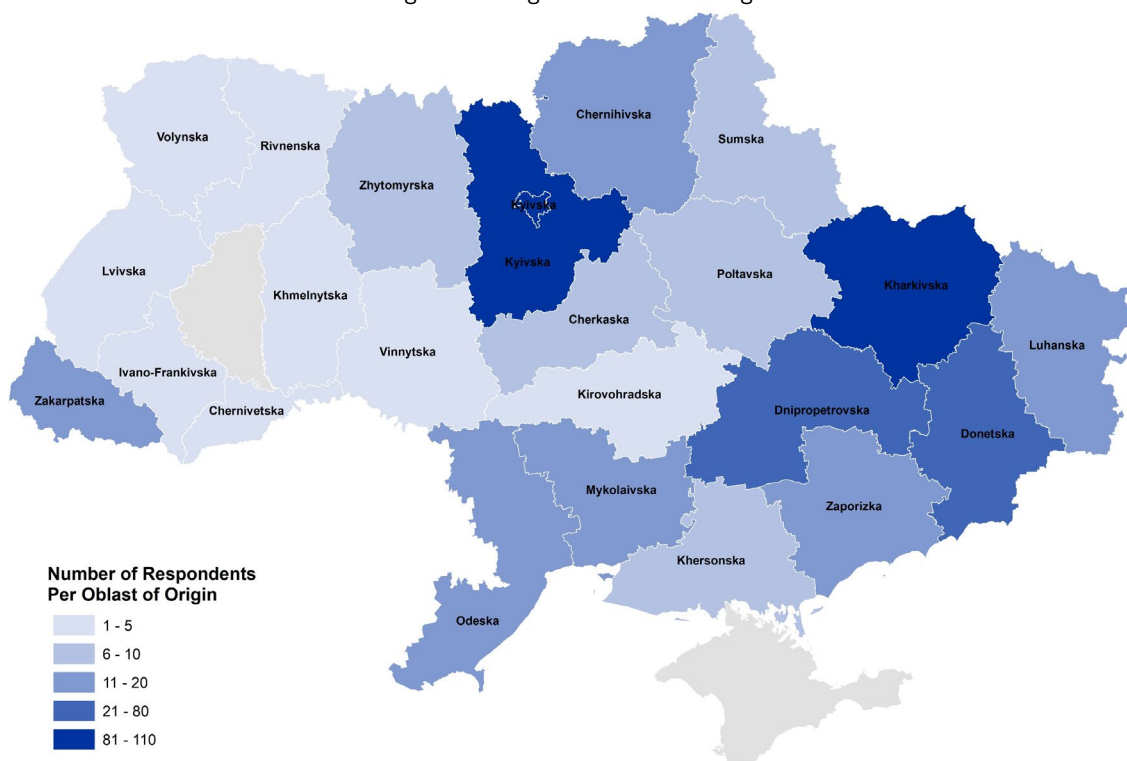 Chernihivska
Volynska
Rivnenska
Sumska
Zhytomyrska
Kyivska
Kyivska
Lvivska
Khmelnytska
Poltavska
Kharkivska
Cherkaska
Luhanska
Vinnytska
Ivano-Frankivska
Kirovohradska
Zakarpatska
Chernivetska
Dnipropetrovska
Donetska
Mykolaivska
Zaporizka
Khersonska
Odeska
Number of Respondents
Per Oblast of Origin
1 - 5
6 - 10
11 - 20
21 - 80
81 - 110